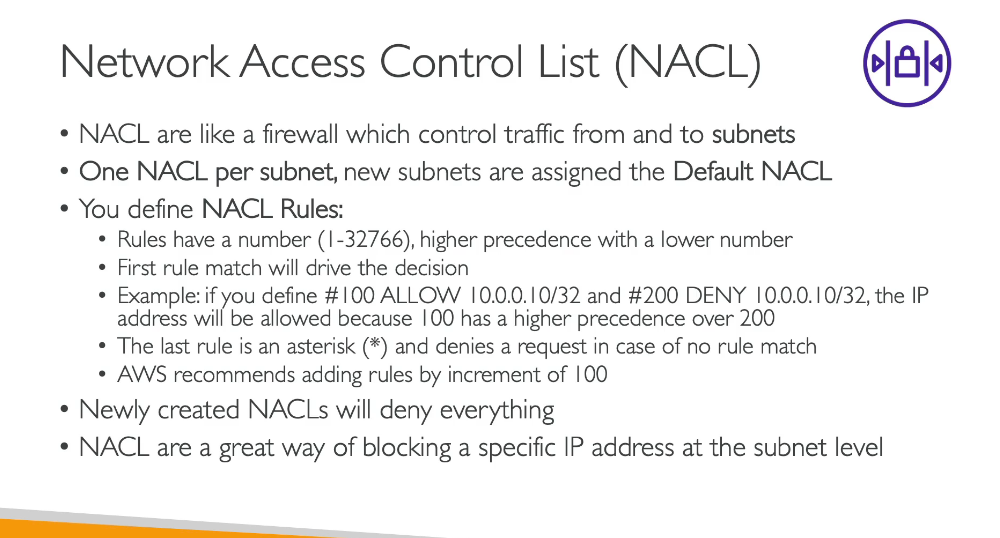 Network Access Control List (NACL)
• NACL are like a firewall which control traffic from and to subnets
• One NACL per subnet, new subnets are assigned the Default NACL
• You define NACL Rules:
• Rules have a number (1-32766), higher precedence with a lower number
• First rule match will drive the decision
• Example: if you define #100 ALLOW 10.0.0.10/32 and #200 DENY 10.0.0.10/32, the IP
address will be allowed because 100 has a higher precedence over 200
• The last rule is an asterisk (*) and denies a request in case of no rule match
• AWS recommends adding rules by increment of 100
• Newly created NACLs will deny everything
• NACL are a great way of blocking a specific IP address at the subnet level